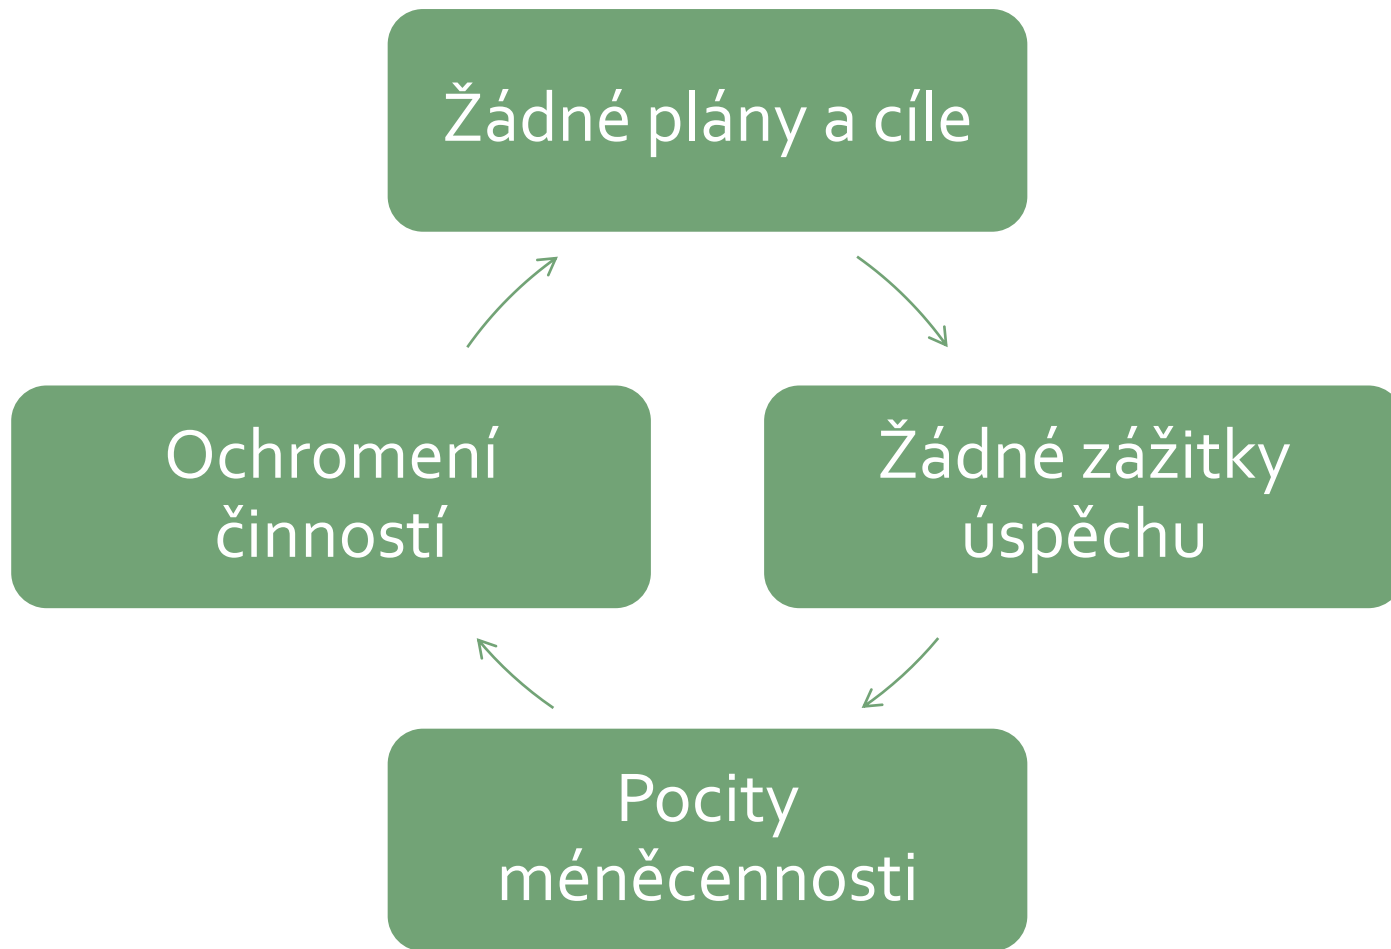 Žádné plány a cíle
Ochromení
činností
Žádné zážitky
úspěchu
Pocity
méněcennosti